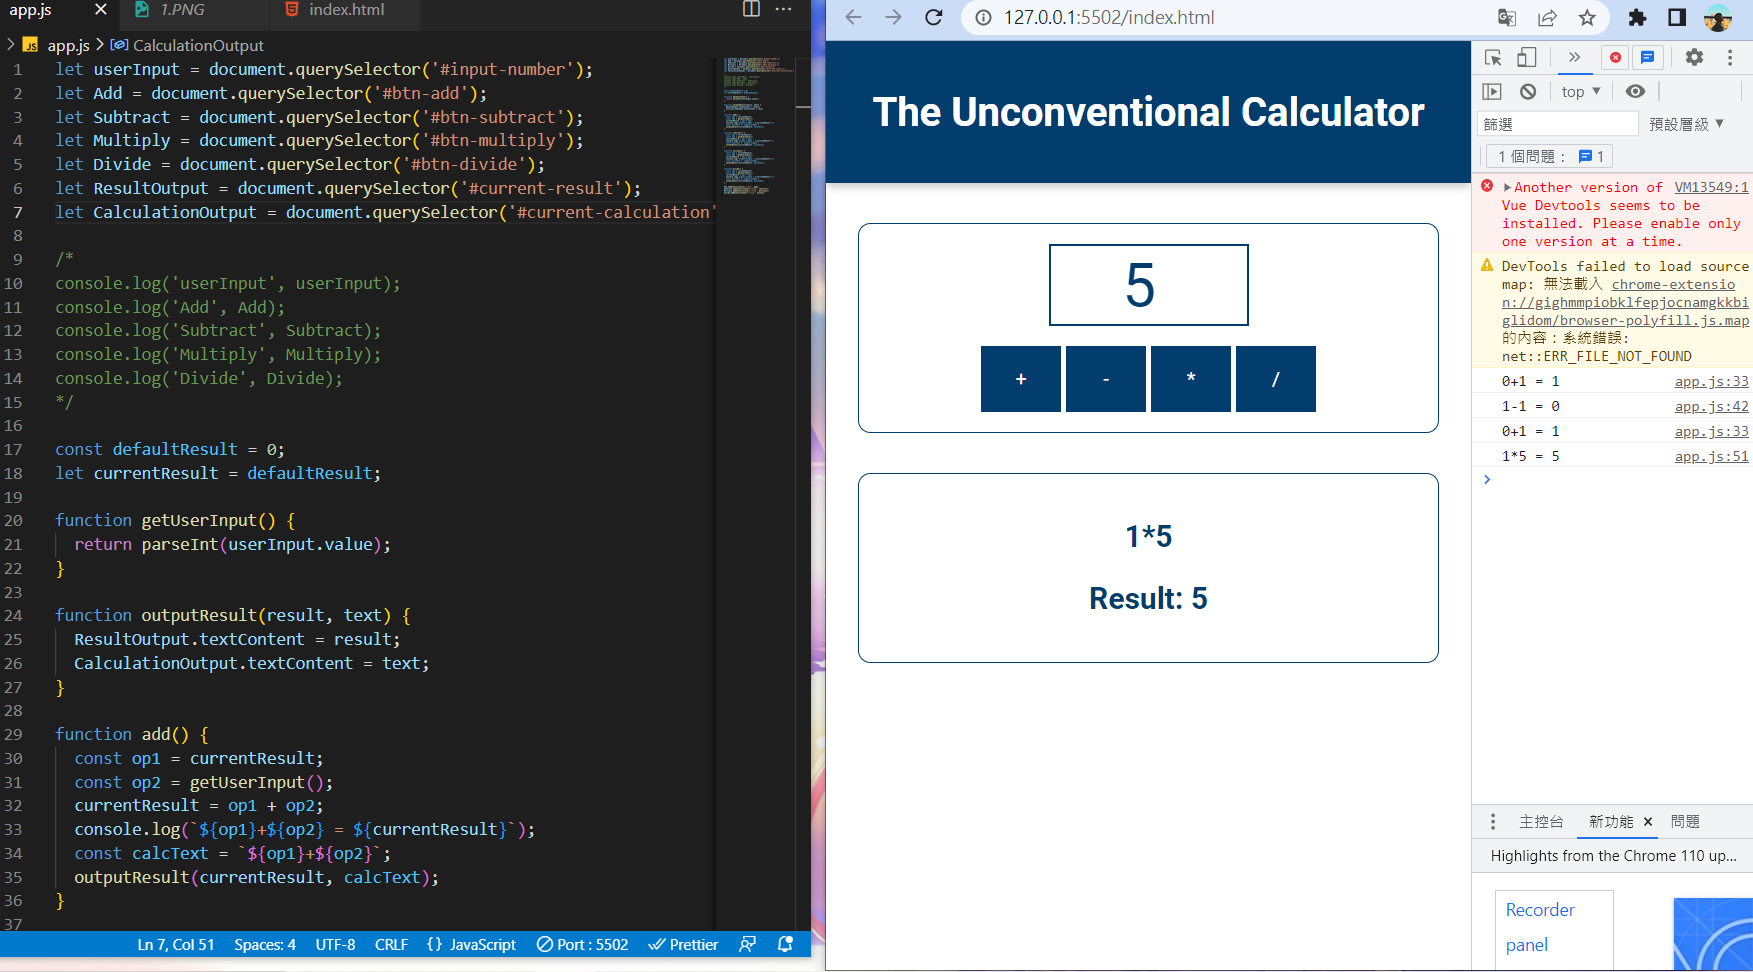 app.js
1.PNG
index.html
app.js > CalculationOutput
1 let userInput = document.querySelector('#input-number');
2 let Add = document.querySelector('#btn-add');
3 let Subtract = document.querySelector('#btn-subtract');
4 let Multiply = document.querySelector('#btn-multiply');
5 let Divide = document.querySelector('#btn-divide');
6 let ResultOutput = document.querySelector('#current-result');
7 let CalculationOutput = document.querySelector('#current-calculation'
8
9 /*
10 console.log('userInput', userInput);
11 console.log('Add', Add);
12 console.log('Subtract', Subtract);
13 console.log('Multiply', Multiply);
14 console.log('Divide', Divide);
15 */
16
17 const defaultResult = 0;
18 let currentResult = defaultResult;
19
20 function getUserInput() {
21 return parseInt(userInput.value);
22 }
23
24 function outputResult(result, text) {
25 ResultOutput.textContent = result;
26 CalculationOutput.textContent = text;
27 }
28
29 function add() {
30 const op1 = currentResult;
31 const op2 = getUserInput();
32 currentResult = op1 + op2;
33 console.log(`${op1}+${op2} = ${currentResult}`);
34 const calcText = `${op1}+${op2}`;
35 outputResult(currentResult, calcText);
36 }
37
Ln 7, Col 51 Spaces: 4 UTF-8 CRLF {} JavaScript Port : 5502 Prettier
127.0.0.1:5502/index.html
The Unconventional Calculator
5
+ - * /
1*5
Result: 5
top ▼
篩選
預設層級 ▼
1 個問題： 1
Another version of VM13549:1
Vue Devtools seems to be
installed. Please enable only
one version at a time.
DevTools failed to load source
map: 無法載入 chrome-extensio
n://gighmmpiobklfepjocnamgkkbi
glidom/browser-polyfill.js.map
的內容：系統錯誤:
net::ERR_FILE_NOT_FOUND
0+1 = 1 app.js:33
1-1 = 0 app.js:42
0+1 = 1 app.js:33
1*5 = 5 app.js:51
主控台 新功能 × 問題
Highlights from the Chrome 110 up...
Recorder
panel